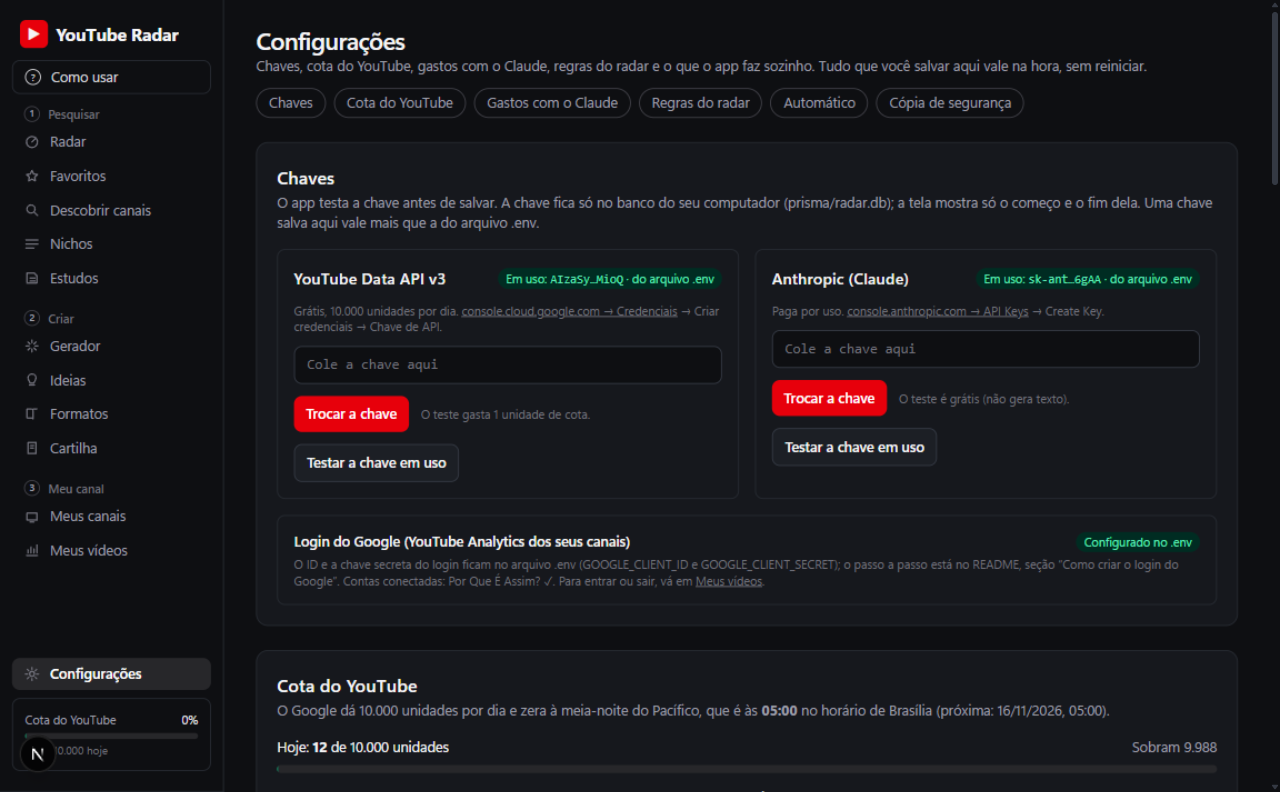 YouTube Radar
? Como usar
1 Pesquisar
Radar
Favoritos
Descobrir canais
Nichos
Estudos
2 Criar
Gerador
Ideias
Formatos
Cartilha
3 Meu canal
Meus canais
Meus vídeos
Configurações
Cota do YouTube 0%
0.000 hoje
N
Configurações
Chaves, cota do YouTube, gastos com o Claude, regras do radar e o que o app faz sozinho. Tudo que você salvar aqui vale na hora, sem reiniciar.
Chaves Cota do YouTube Gastos com o Claude Regras do radar Automático Cópia de segurança
Chaves
O app testa a chave antes de salvar. A chave fica só no banco do seu computador (prisma/radar.db); a tela mostra só o começo e o fim dela. Uma chave
salva aqui vale mais que a do arquivo .env.
YouTube Data API v3 Em uso: AIzaSy…MioQ · do arquivo .env
Grátis, 10.000 unidades por dia. console.cloud.google.com → Credenciais → Criar
credenciais → Chave de API.
Cole a chave aqui
Trocar a chave O teste gasta 1 unidade de cota.
Testar a chave em uso
Anthropic (Claude) Em uso: sk-ant…6gAA · do arquivo .env
Paga por uso. console.anthropic.com → API Keys → Create Key.
Cole a chave aqui
Trocar a chave O teste é grátis (não gera texto).
Testar a chave em uso
Login do Google (YouTube Analytics dos seus canais) Configurado no .env
O ID e a chave secreta do login ficam no arquivo .env (GOOGLE_CLIENT_ID e GOOGLE_CLIENT_SECRET); o passo a passo está no README, seção "Como criar o login do
Google". Contas conectadas: Por Que É Assim? ✓. Para entrar ou sair, vá em Meus vídeos.
Cota do YouTube
O Google dá 10.000 unidades por dia e zera à meia-noite do Pacífico, que é às 05:00 no horário de Brasília (próxima: 16/11/2026, 05:00).
Hoje: 12 de 10.000 unidades Sobram 9.988